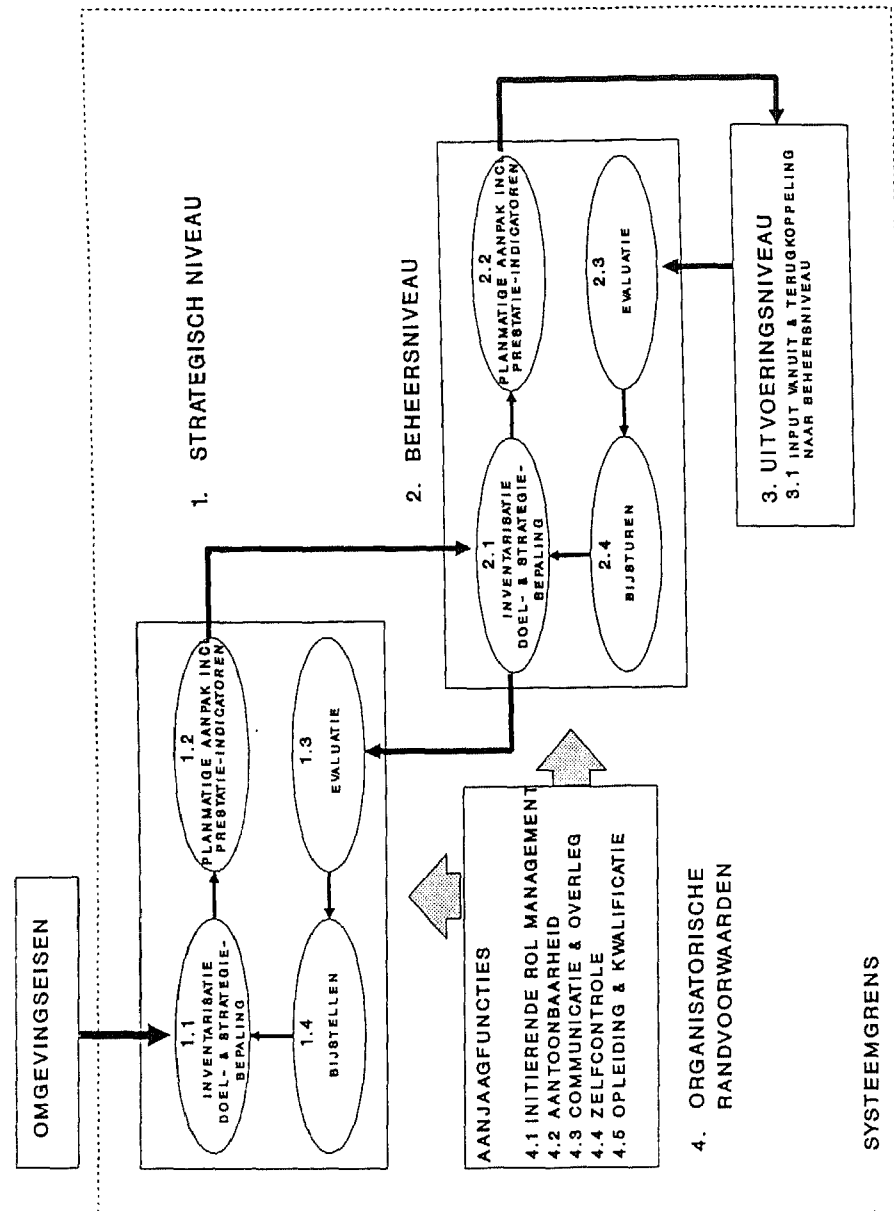 OMGEVINGSEISEN
1. STRATEGISCH NIVEAU
1.1
INVENTARISATIE
DOEL- & STRATEGIE-
BEPALING
1.2
PLANMATIGE AANPAK INCL
PRESTATIE-INDICATOREN
1.3
EVALUATIE
1.4
BIJSTELLEN
2. BEHEERSNIVEAU
2.1
INVENTARISATIE
DOEL- & STRATEGIE-
BEPALING
2.2
PLANMATIGE AANPAK INCL
PRESTATIE-INDICATOREN
2.3
EVALUATIE
2.4
BIJSTUREN
3. UITVOERINGSNIVEAU
3.1 INPUT VANUIT & TERUGKOPPELING
NAAR BEHEERSNIVEAU
AANJAAGFUNCTIES
4.1 INITIERENDE ROL MANAGEMENT
4.2 AANTOONBAARHEID
4.3 COMMUNICATIE & OVERLEG
4.4 ZELFCONTROLE
4.5 OPLEIDING & KWALIFICATIE
4. ORGANISATORISCHE
RANDVOORWAARDEN
SYSTEEMGRENS